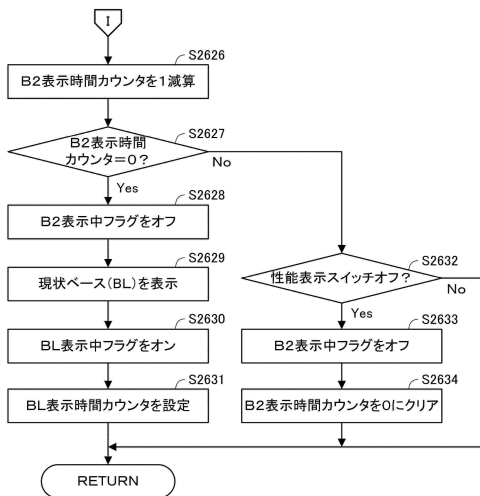 I
S2626
B2表示時間カウンタを1減算
S2627
B2表示時間
カウンタ=0?
No
Yes
S2628
B2表示中フラグをオフ
S2629
現状ベース(BL)を表示
S2630
BL表示中フラグをオン
S2631
BL表示時間カウンタを設定
S2632
性能表示スイッチオフ?
No
Yes
S2633
B2表示中フラグをオフ
S2634
B2表示時間カウンタを0にクリア
RETURN